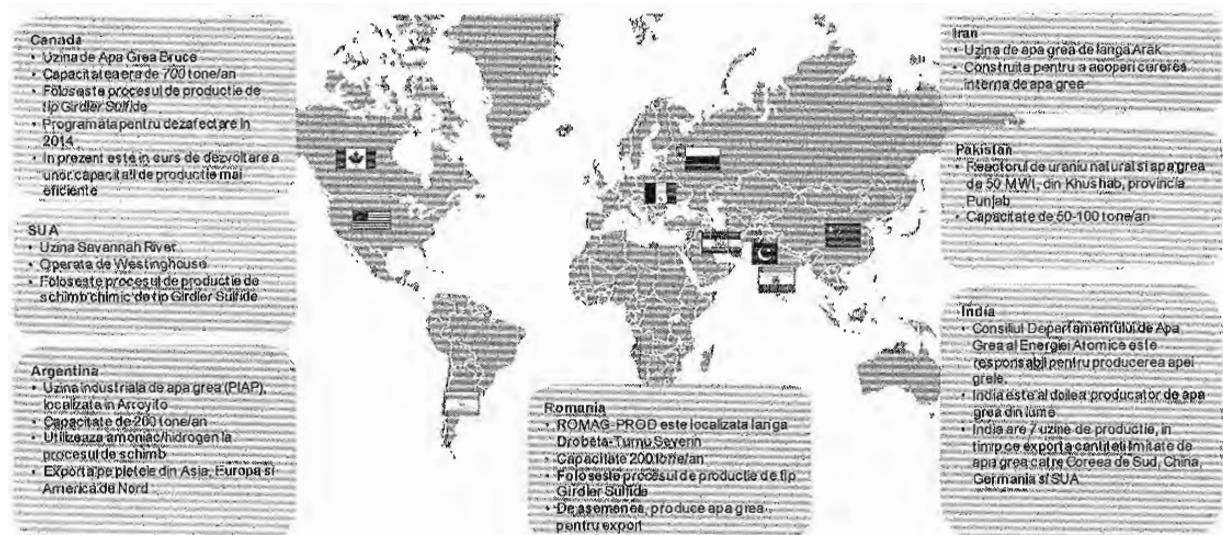 Canada
• Uzina de Apa Grea Bruce
• Capacitatea era de 700 tone/an
• Foloseste procesul de productie de
tip Girdler Sulfide
• Programata pentru dezafectare in
2014
• In prezent este in curs de dezvoltare a
unor capacitati de productie mai
eficiente
SUA
• Uzina Savannah River
• Operata de Westinghouse
• Foloseste procesul de productie de
schimb chimic de tip Girdler Sulfide
Argentina
• Uzina industriala de apa grea (PIAP),
localizata in Arroyito
• Capacitate de 200 tone/an
• Utilizeaza amoniac/hidrogen la
procesul de schimb
• Exporta pe pietele din Asia, Europa si
America de Nord
Romania
• ROMAG-PROD este localizata langa
Drobeta-Turnu Severin
• Capacitate 200 tone/an
• Foloseste procesul de productie de tip
Girdler Sulfide
• De asemenea, produce apa grea
pentru export
Iran
• Uzina de apa grea de langa Arak
• Construita pentru a acoperi cererea
interna de apa grea
Pakistan
• Reactorul de uraniu natural si apa grea
de 50 MWt, din Khushab, provincia
Punjab
• Capacitate de 50-100 tone/an
India
• Consiliul Departamentului de Apa
Grea al Energiei Atomice este
responsabil pentru producerea apei
grele.
• India este al doilea producator de apa
grea din lume
• India are 7 uzine de productie, in
timp ce exporta cantitati limitate de
apa grea catre Coreea de Sud, China,
Germania si SUA